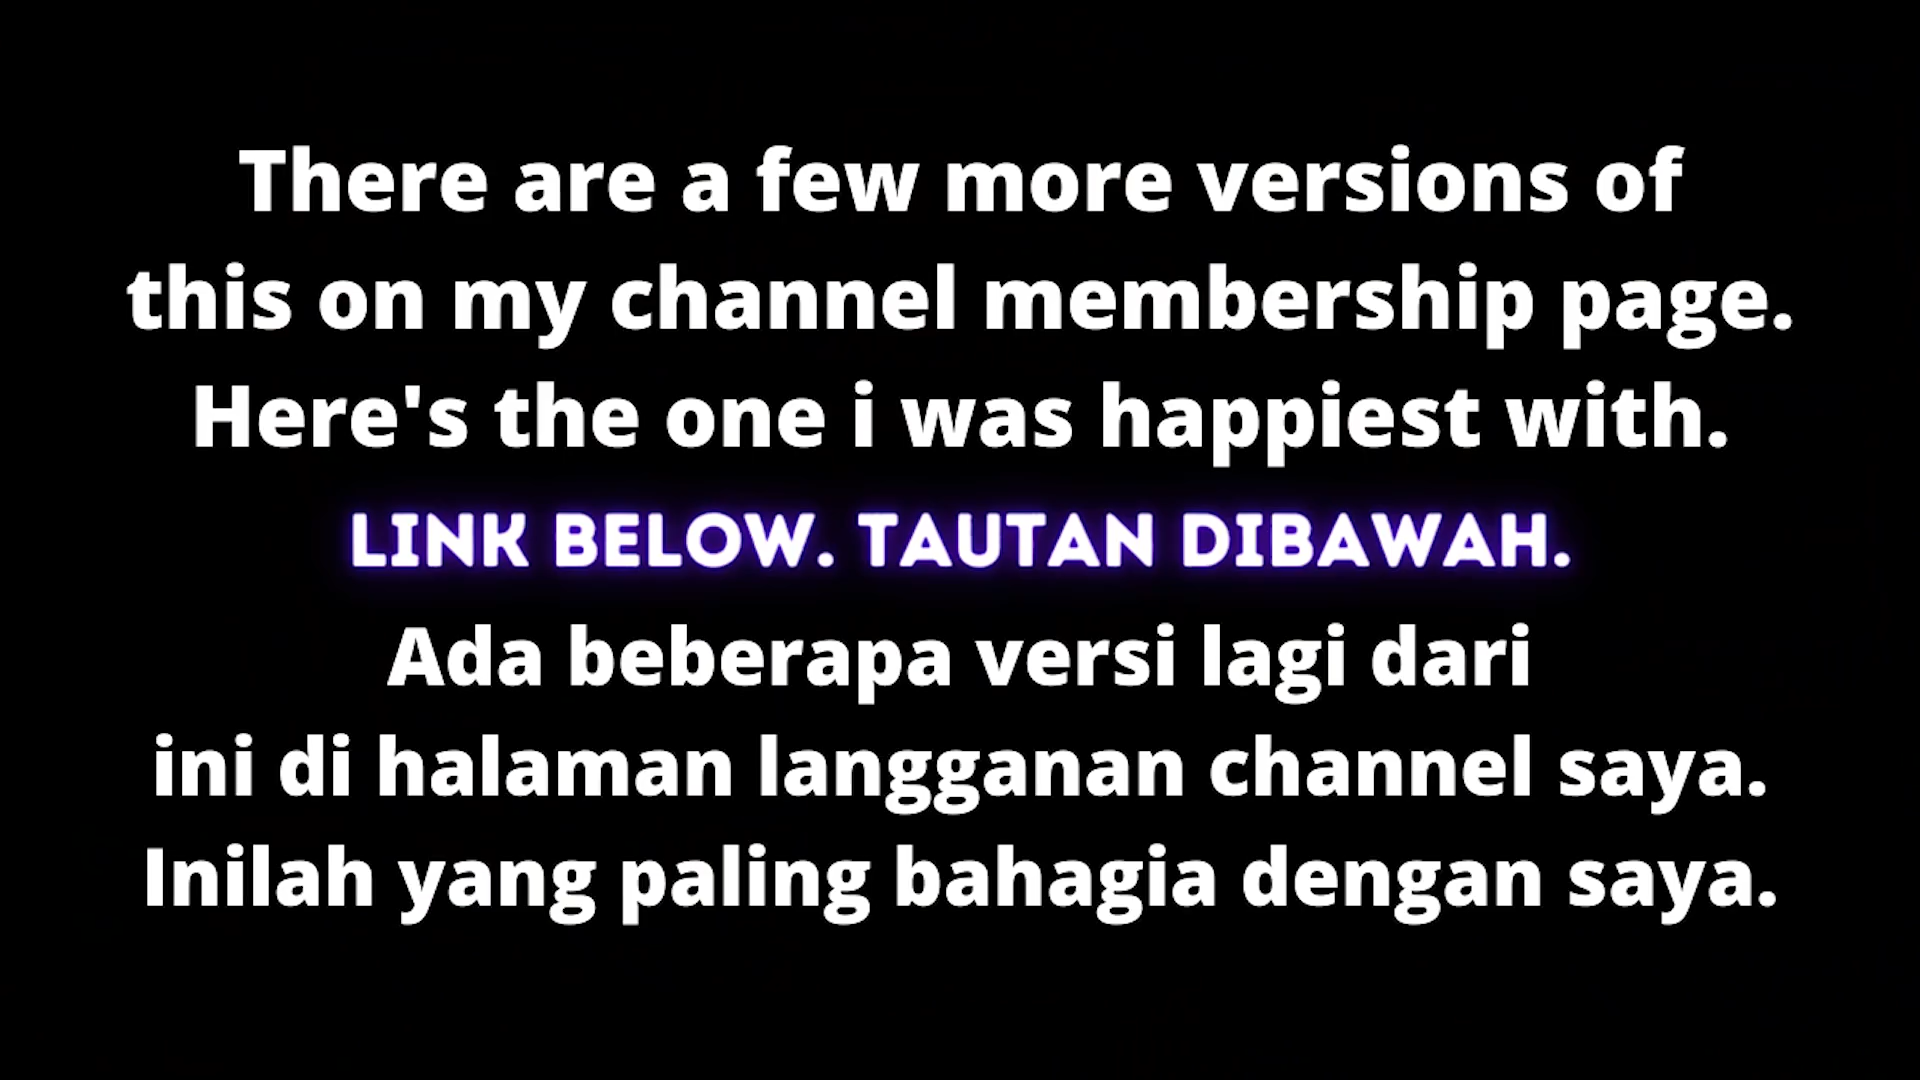 There are a few more versions of
this on my channel membership page.
Here's the one i was happiest with.
LINK BELOW. TAUTAN DIBAWAH.
Ada beberapa versi lagi dari
ini di halaman langganan channel saya.
Inilah yang paling bahagia dengan saya.